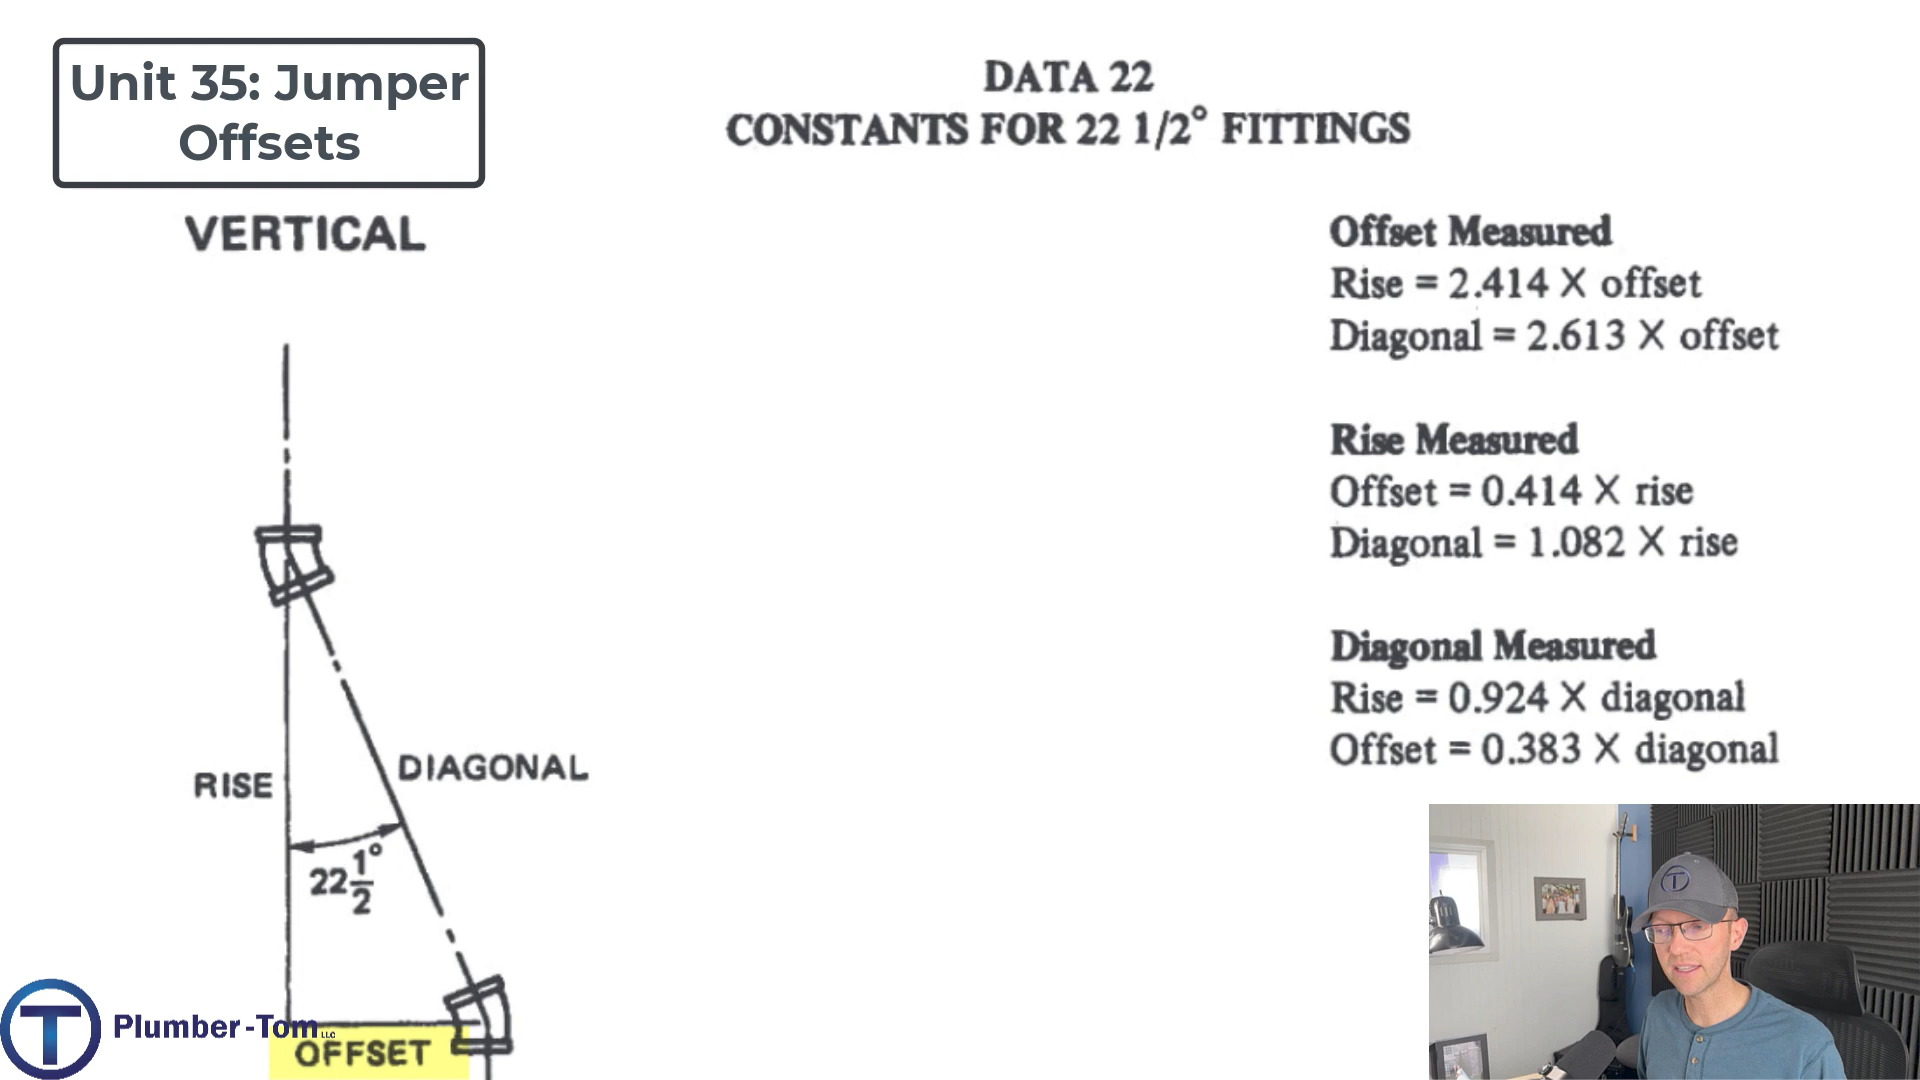 Unit 35: Jumper
Offsets
DATA 22
CONSTANTS FOR 22 1/2° FITTINGS
VERTICAL
Offset Measured
Rise = 2.414 X offset
Diagonal = 2.613 X offset
Rise Measured
Offset = 0.414 X rise
Diagonal = 1.082 X rise
Diagonal Measured
Rise = 0.924 X diagonal
Offset = 0.383 X diagonal
RISE
DIAGONAL
22 1/2°
T Plumber-Tom LLC
OFFSET
T